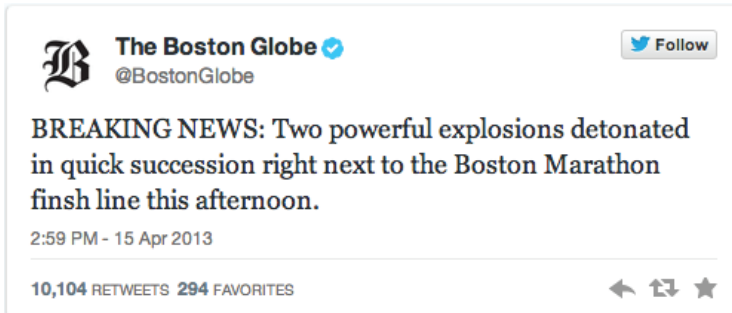 The Boston Globe
@BostonGlobe
Follow
BREAKING NEWS: Two powerful explosions detonated
in quick succession right next to the Boston Marathon
finsh line this afternoon.
2:59 PM - 15 Apr 2013
10,104 RETWEETS 294 FAVORITES